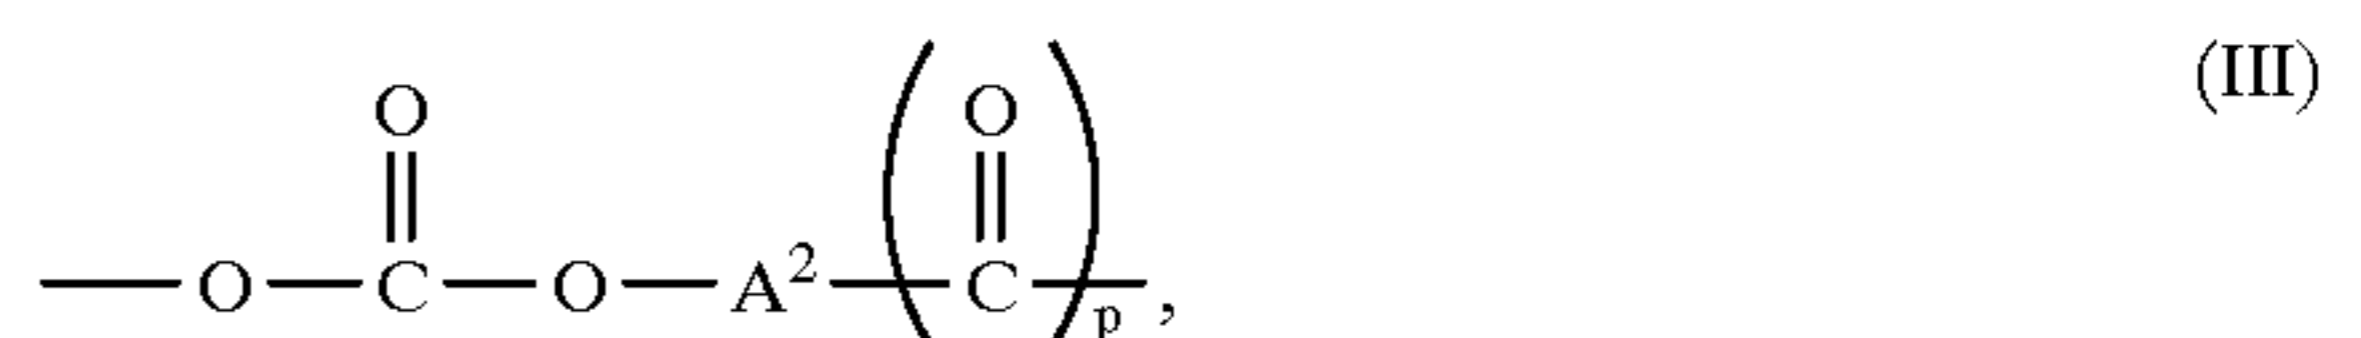 (III)
O O
—O—C—O—A²—(C)p—,